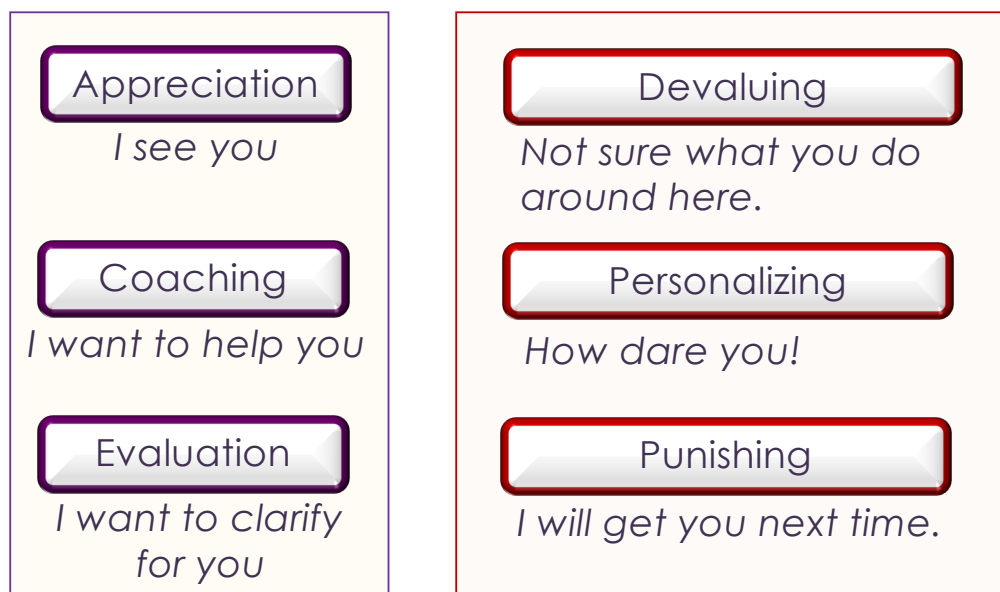 Appreciation
I see you
Coaching
I want to help you
Evaluation
I want to clarify
for you
Devaluing
Not sure what you do
around here.
Personalizing
How dare you!
Punishing
I will get you next time.